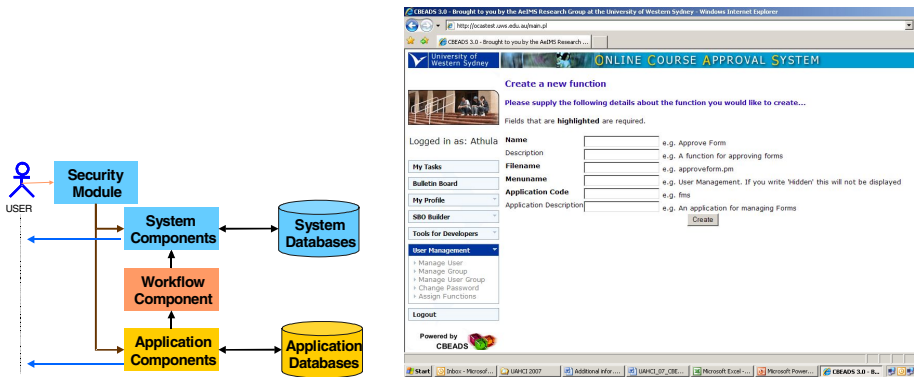 Security
Module
USER
System
Components
System
Databases
Workflow
Component
Application
Components
Application
Databases
CBEADS 3.0 - Brought to you by the AeIMS Research Group at the University of Western Sydney - Windows Internet Explorer
http://ocastest.uws.edu.au/main.pl
CBEADS 3.0 - Brought to you by the AeIMS Research ...
University of
Western Sydney
ONLINE COURSE APPROVAL SYSTEM
Create a new function
Please supply the following details about the function you would like to create...
Fields that are highlighted are required.
Logged in as: Athula
My Tasks
Bulletin Board
My Profile
SBO Builder
Tools for Developers
User Management
Manage User
Manage Group
Manage User Group
Change Password
Assign Functions
Logout
Powered by
CBEADS
Name e.g. Approve Form
Description e.g. A function for approving forms
Filename e.g. approveform.pm
Menuname e.g. User Management. If you write 'Hidden' this will not be displayed
Application Code e.g. fms
Application Description e.g. An application for managing Forms
Create
Start Inbox - Microsof... UAHCI 2007 Additional infor.... UAHCI_07_CBE... Microsoft Excel -... Microsoft Power... CBEADS 3.0 - B...